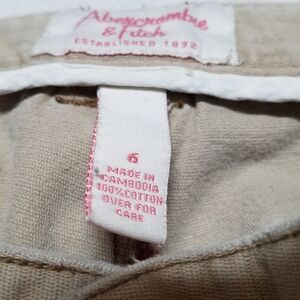 Abercrombie
& Fitch
ESTABLISHED 1892
6
MADE IN
CAMBODIA
100%COTTON
OVER FOR
CARE